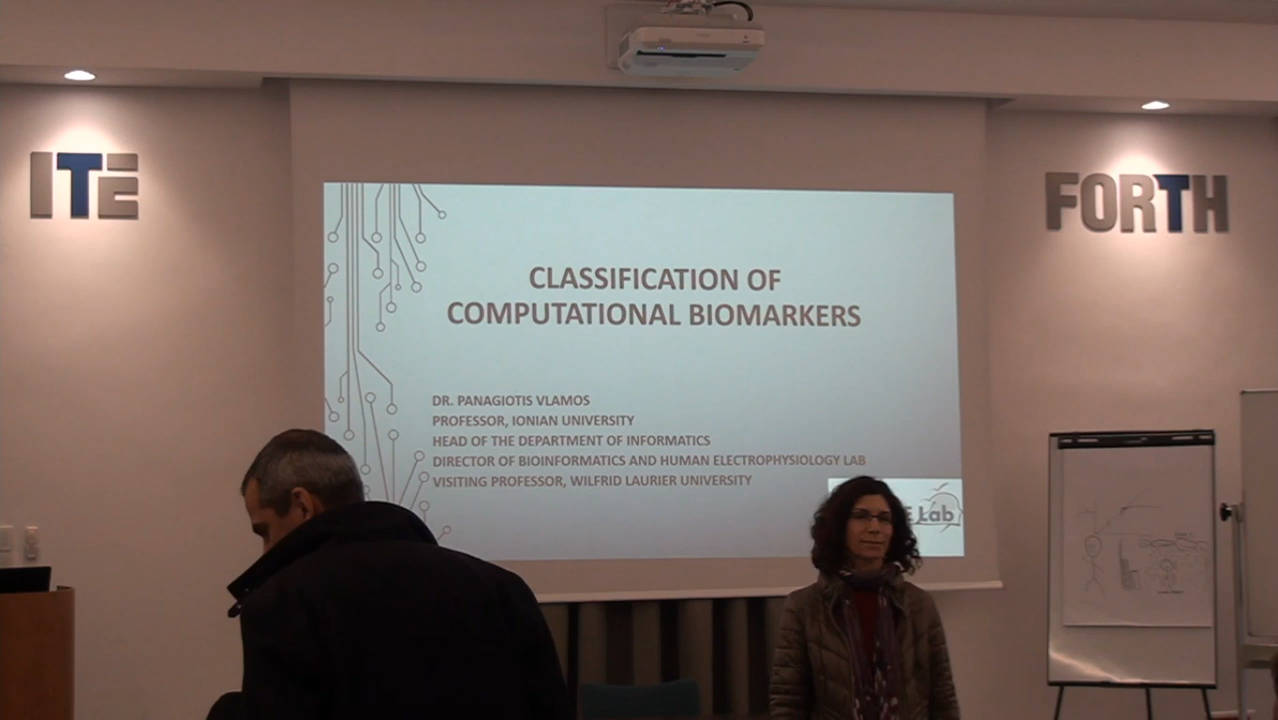 ITE
FORTH
CLASSIFICATION OF
COMPUTATIONAL BIOMARKERS
DR. PANAGIOTIS VLAMOS
PROFESSOR, IONIAN UNIVERSITY
HEAD OF THE DEPARTMENT OF INFORMATICS
DIRECTOR OF BIOINFORMATICS AND HUMAN ELECTROPHYSIOLOGY LAB
VISITING PROFESSOR, WILFRID LAURIER UNIVERSITY
Lab